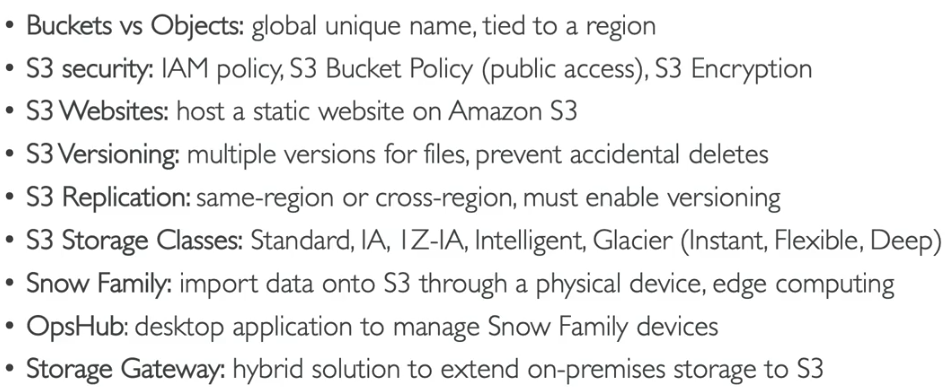 • Buckets vs Objects: global unique name, tied to a region
• S3 security: IAM policy, S3 Bucket Policy (public access), S3 Encryption
• S3 Websites: host a static website on Amazon S3
• S3 Versioning: multiple versions for files, prevent accidental deletes
• S3 Replication: same-region or cross-region, must enable versioning
• S3 Storage Classes: Standard, IA, 1Z-IA, Intelligent, Glacier (Instant, Flexible, Deep)
• Snow Family: import data onto S3 through a physical device, edge computing
• OpsHub: desktop application to manage Snow Family devices
• Storage Gateway: hybrid solution to extend on-premises storage to S3